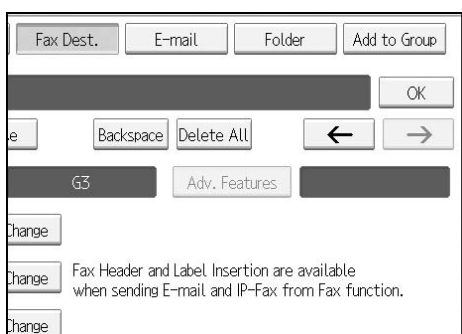 Fax Dest. E-mail Folder Add to Group
OK
Backspace Delete All ← →
G3 Adv. Features
Change
Change Fax Header and Label Insertion are available
when sending E-mail and IP-Fax from Fax function.
Change